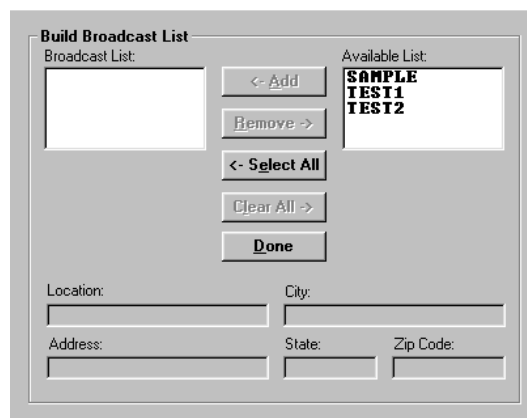 Build Broadcast List
Broadcast List:
Available List:
SAMPLE
TEST1
TEST2
<- Add
Remove ->
<- Select All
Clear All ->
Done
Location:
City:
Address:
State:
Zip Code: